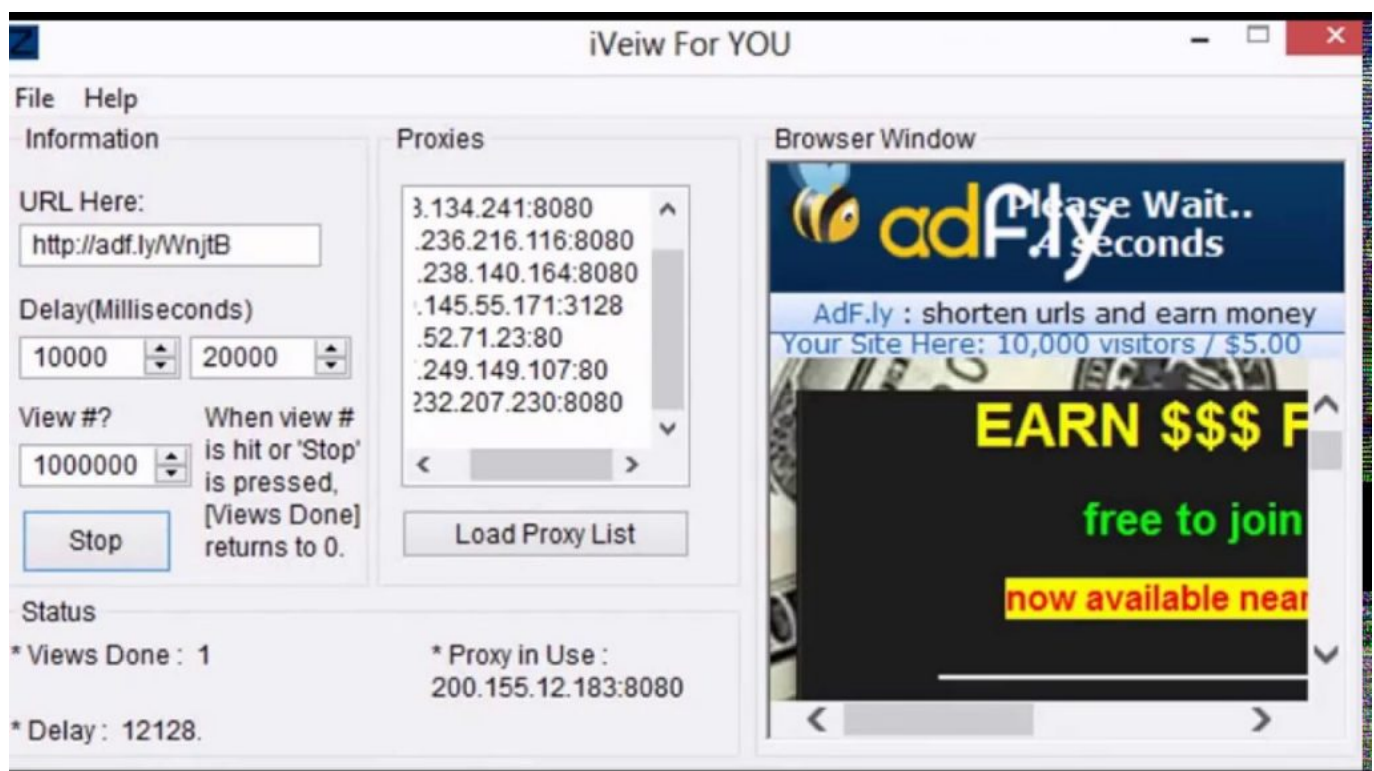 iVeiw For YOU
File Help
Information
URL Here:
http://adf.ly/WnjtB
Delay(Milliseconds)
10000 20000
View #?
1000000
When view #
is hit or 'Stop'
is pressed,
[Views Done]
returns to 0.
Stop
Proxies
3.134.241:8080
.236.216.116:8080
.238.140.164:8080
.145.55.171:3128
.52.71.23:80
.249.149.107:80
232.207.230:8080
Load Proxy List
Status
* Views Done : 1
* Proxy in Use :
200.155.12.183:8080
* Delay : 12128.
Browser Window
adf.ly
Please Wait..
4 seconds
AdF.ly : shorten urls and earn money
Your Site Here: 10,000 visitors / $5.00
EARN $$$ F
free to join
now available near